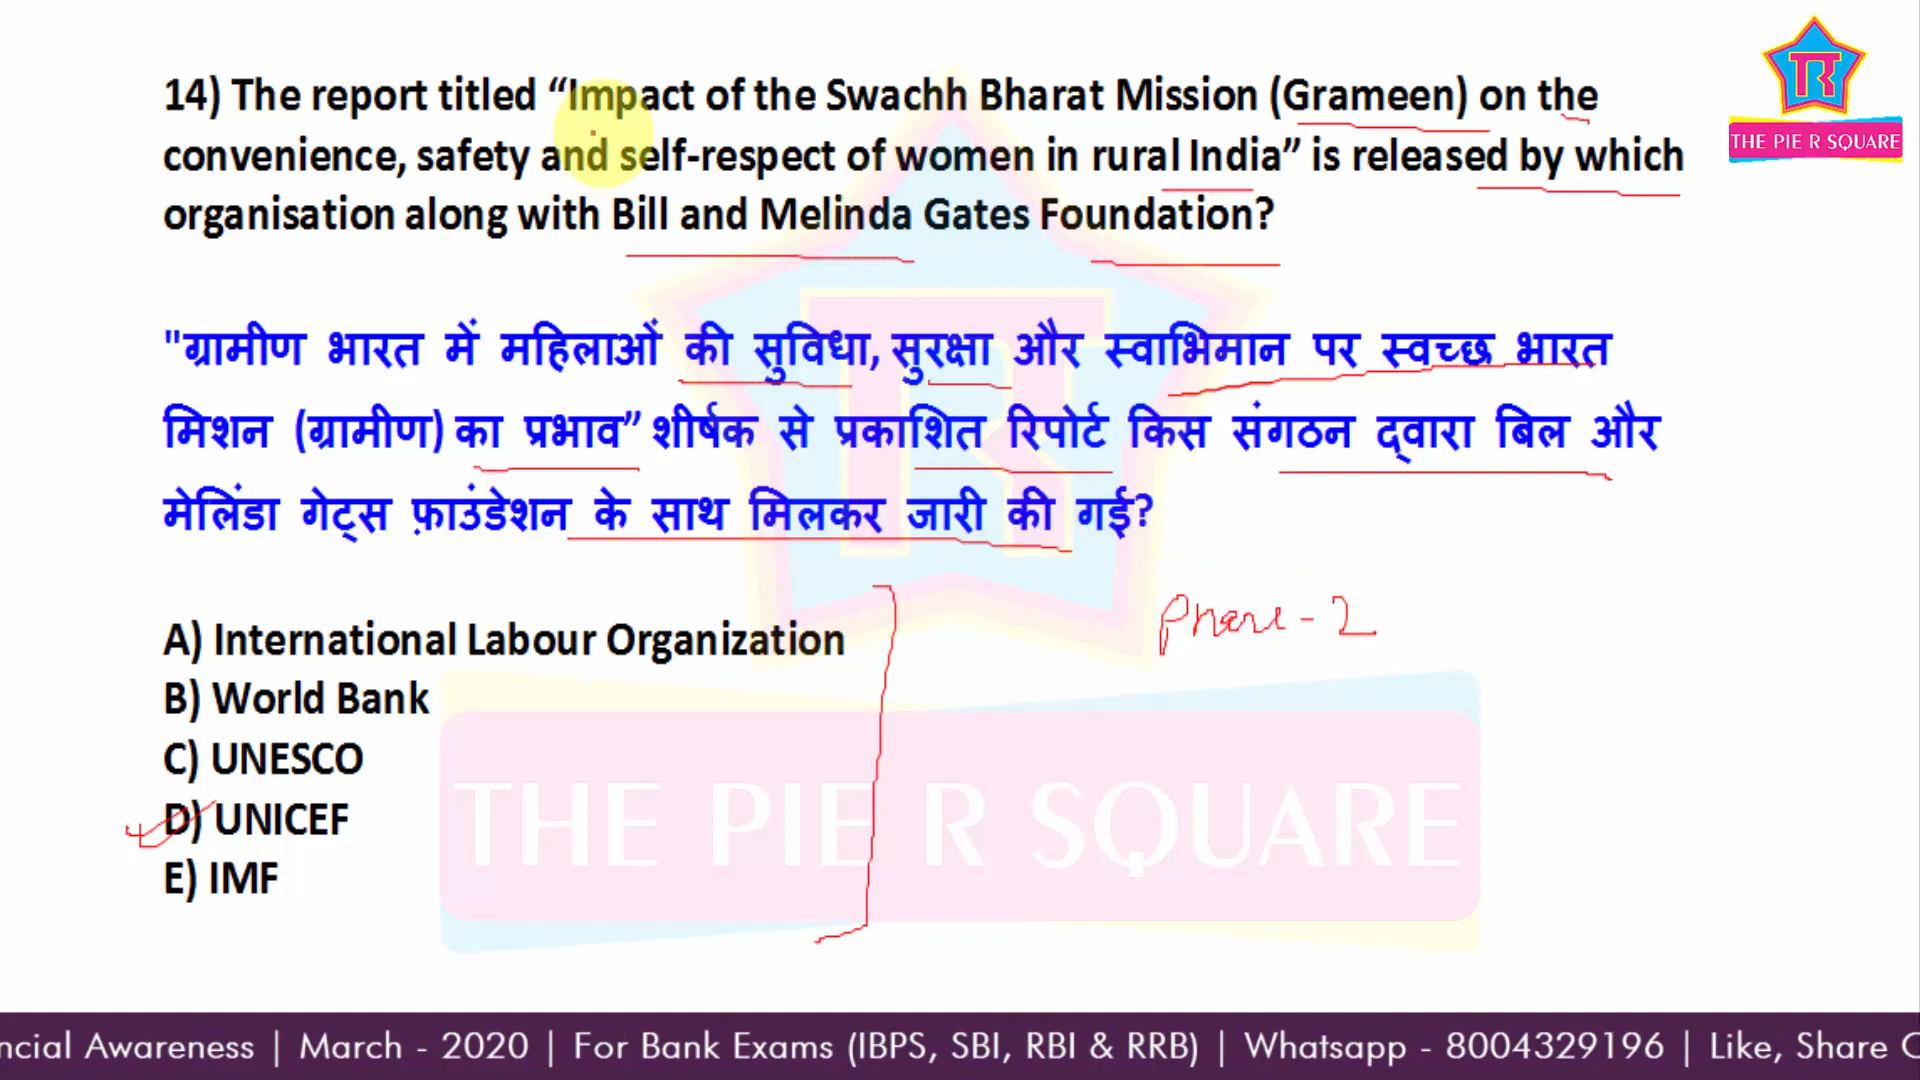 14) The report titled “Impact of the Swachh Bharat Mission (Grameen) on the
convenience, safety and self-respect of women in rural India” is released by which
organisation along with Bill and Melinda Gates Foundation?
"ग्रामीण भारत में महिलाओं की सुविधा, सुरक्षा और स्वाभिमान पर स्वच्छ भारत
मिशन (ग्रामीण) का प्रभाव” शीर्षक से प्रकाशित रिपोर्ट किस संगठन द्वारा बिल और
मेलिंडा गेट्स फ़ाउंडेशन के साथ मिलकर जारी की गई?
Phase - 2
A) International Labour Organization
B) World Bank
C) UNESCO
D) UNICEF
E) IMF
THE PIE R SQUARE
THE PIE R SQUARE
ncial Awareness | March - 2020 | For Bank Exams (IBPS, SBI, RBI & RRB) | Whatsapp - 8004329196 | Like, Share